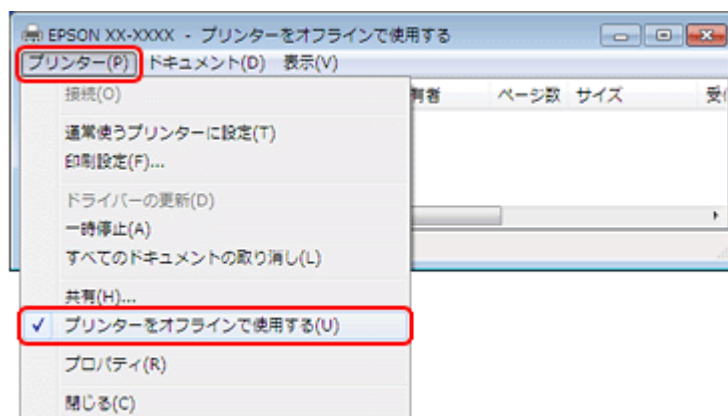 EPSON XX-XXXX - プリンターをオフラインで使用する
プリンター(P) ドキュメント(D) 表示(V)
接続(O)
有者 ページ数 サイズ 受
通常使うプリンターに設定(T)
印刷設定(F)...
ドライバーの更新(D)
一時停止(A)
すべてのドキュメントの取り消し(L)
共有(H)...
プリンターをオフラインで使用する(U)
プロパティ(R)
閉じる(C)